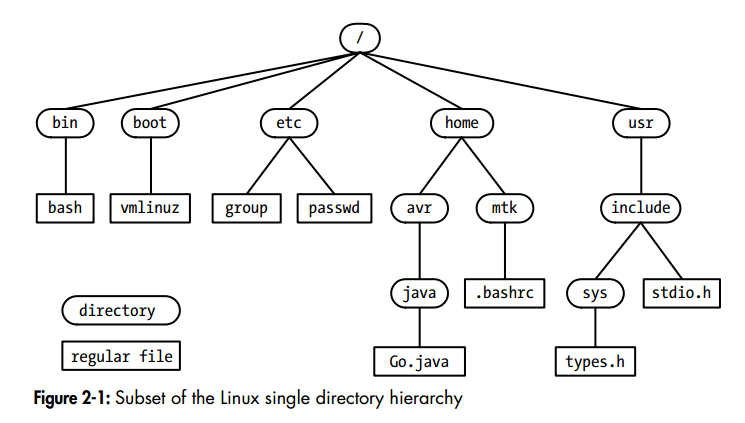 /
bin boot etc home usr
bash vmlinuz group passwd avr mtk include
java .bashrc sys stdio.h
directory
regular file Go.java types.h
Figure 2-1: Subset of the Linux single directory hierarchy